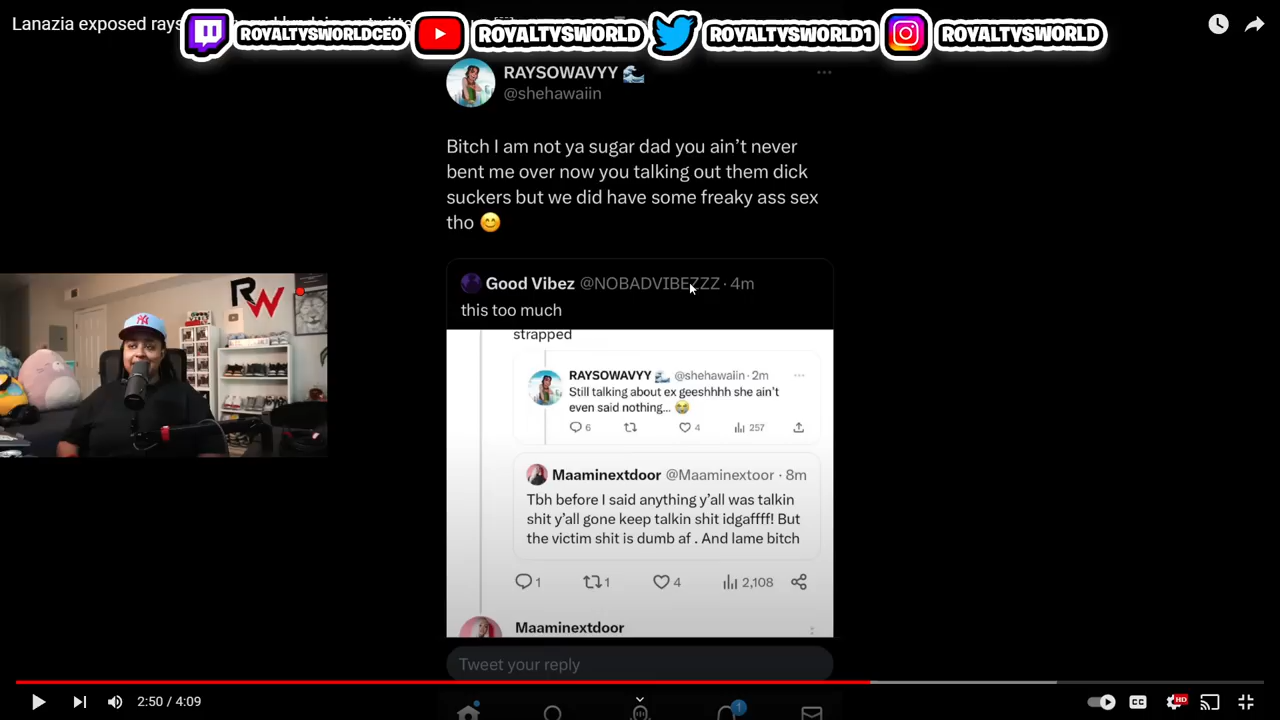 Lanazia exposed rays
ROYALTYSWORLDCEO
ROYALTYSWORLD
ROYALTYSWORLD1
ROYALTYSWORLD
RAYSOWAVYY 🌊
@shehawaiin
Bitch I am not ya sugar dad you ain’t never
bent me over now you talking out them dick
suckers but we did have some freaky ass sex
tho 😊
Good Vibez @NOBADVIBEZZZ · 4m
this too much
strapped
RAYSOWAVYY 🌊 @shehawaiin · 2m
Still talking about ex geeshhhh she ain’t
even said nothing... 😭
6
4
257
Maaminextdoor @Maaminextoor · 8m
Tbh before I said anything y’all was talkin
shit y’all gone keep talkin shit idgaffff! But
the victim shit is dumb af . And lame bitch
1
1
4
2,108
Maaminextdoor
Tweet your reply
RW
2:50 / 4:09
CC
HD
1